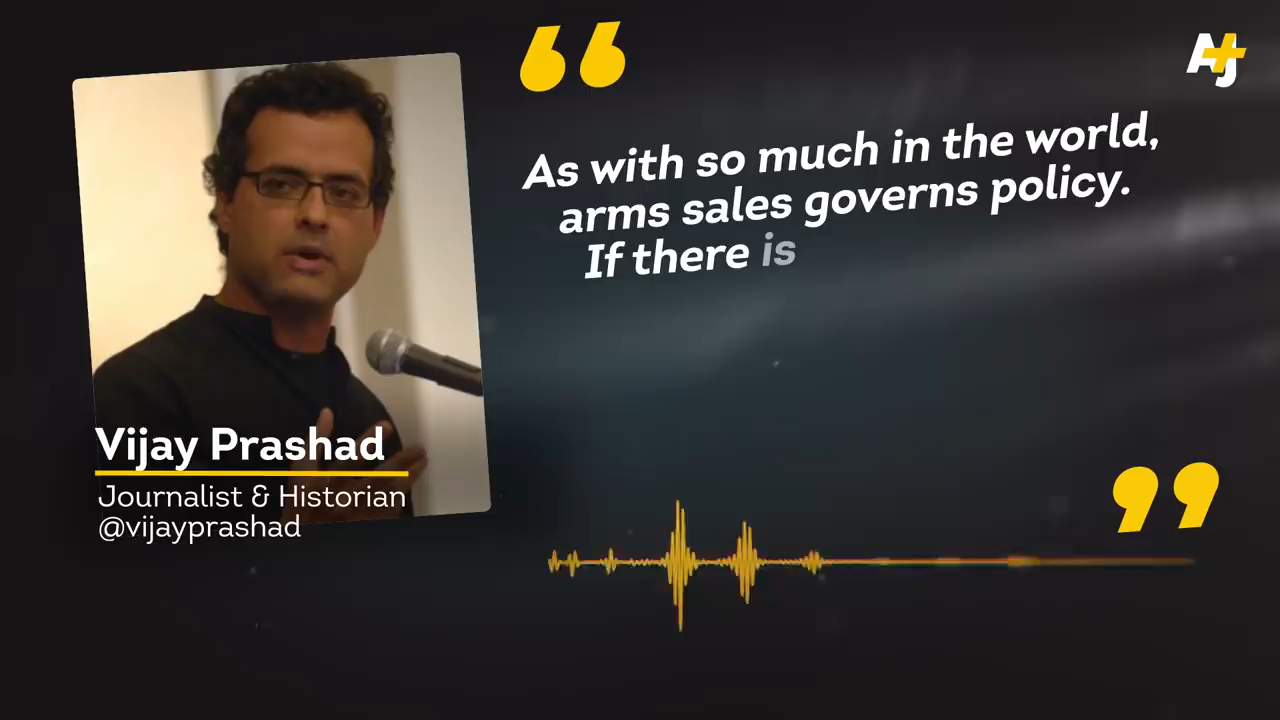 AJ+
As with so much in the world,
arms sales governs policy.
If there is
Vijay Prashad
Journalist & Historian
@vijayprashad